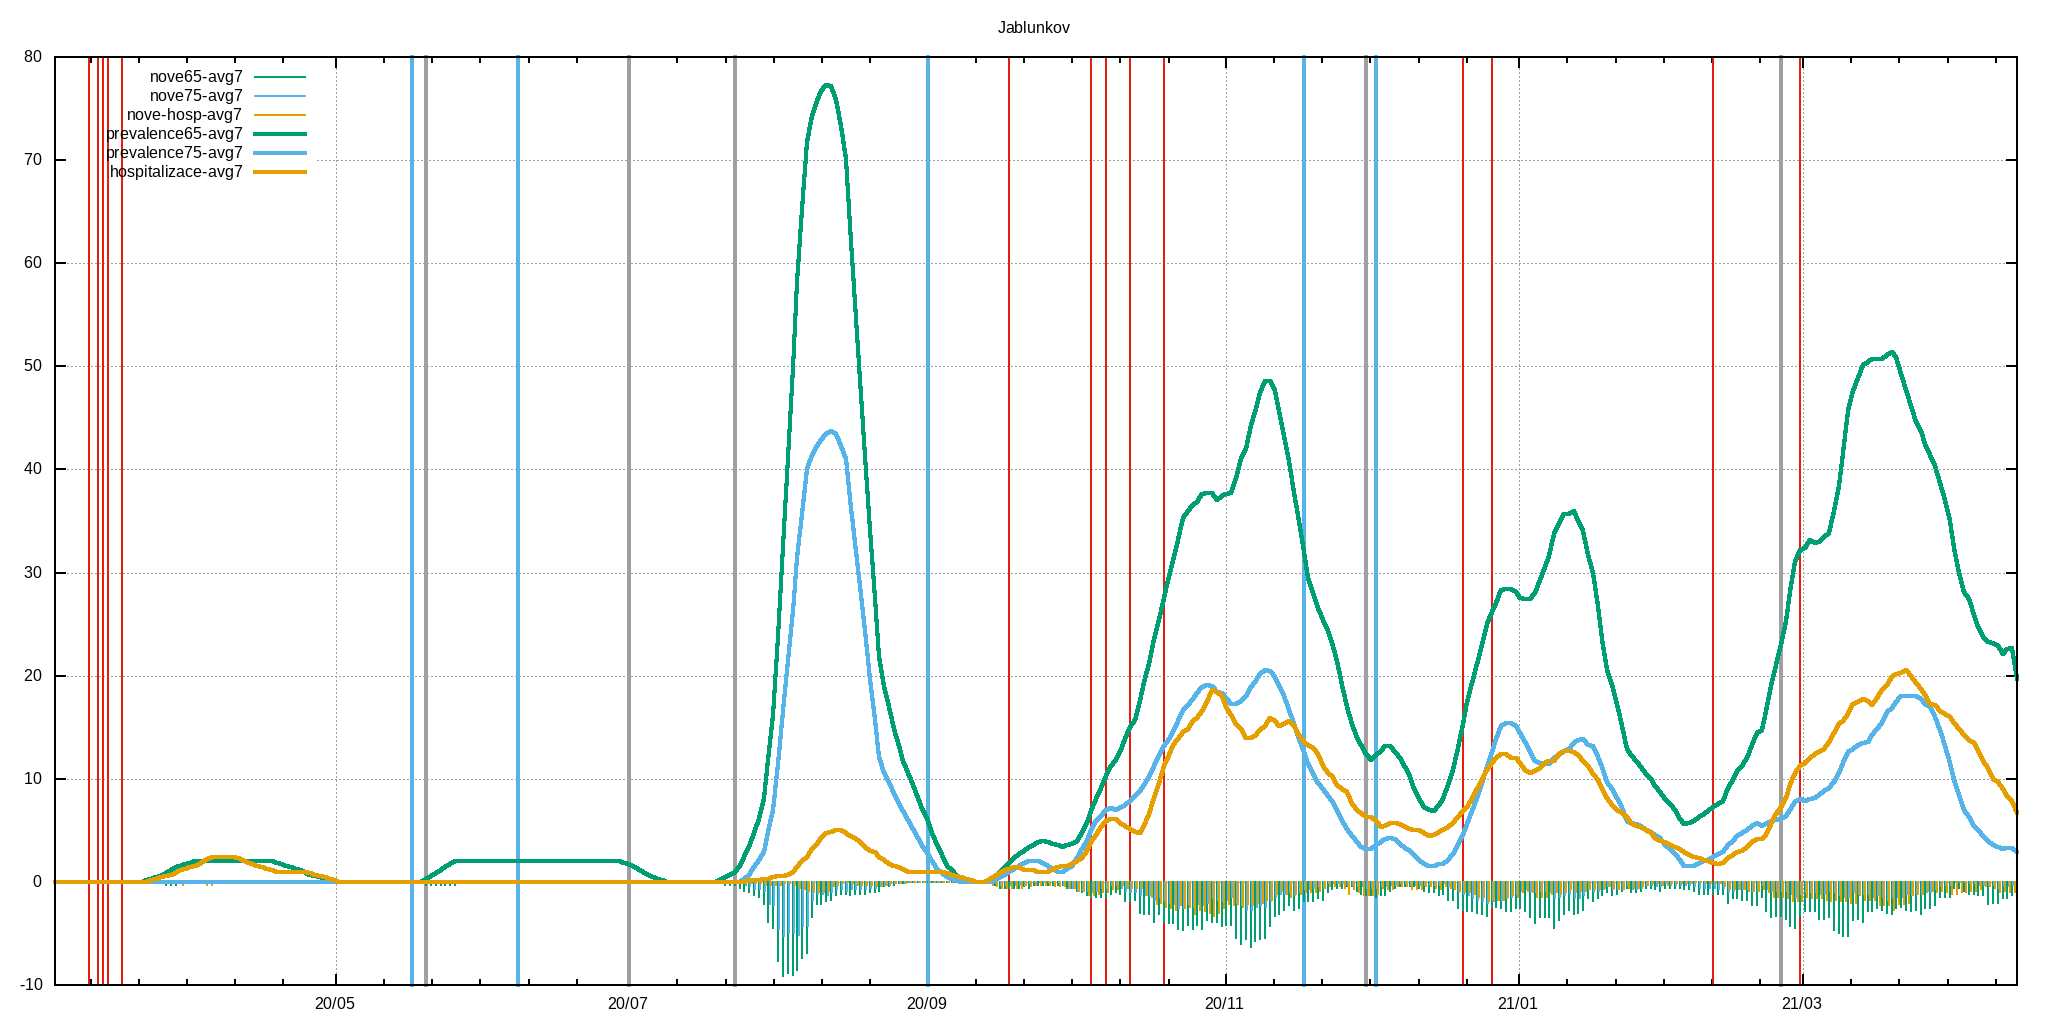 Jablunkov
80
70
60
50
40
30
20
10
0
-10
nove65-avg7
nove75-avg7
nove-hosp-avg7
prevalence65-avg7
prevalence75-avg7
hospitalizace-avg7
20/05
20/07
20/09
20/11
21/01
21/03